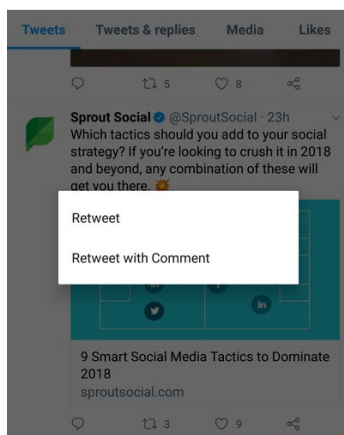 Tweets Tweets & replies Media Likes
5 8
Sprout Social @SproutSocial · 23h
Which tactics should you add to your social
strategy? If you're looking to crush it in 2018
and beyond, any combination of these will
get you there. 💥
Retweet
Retweet with Comment
in
9 Smart Social Media Tactics to Dominate
2018
sproutsocial.com
3 9